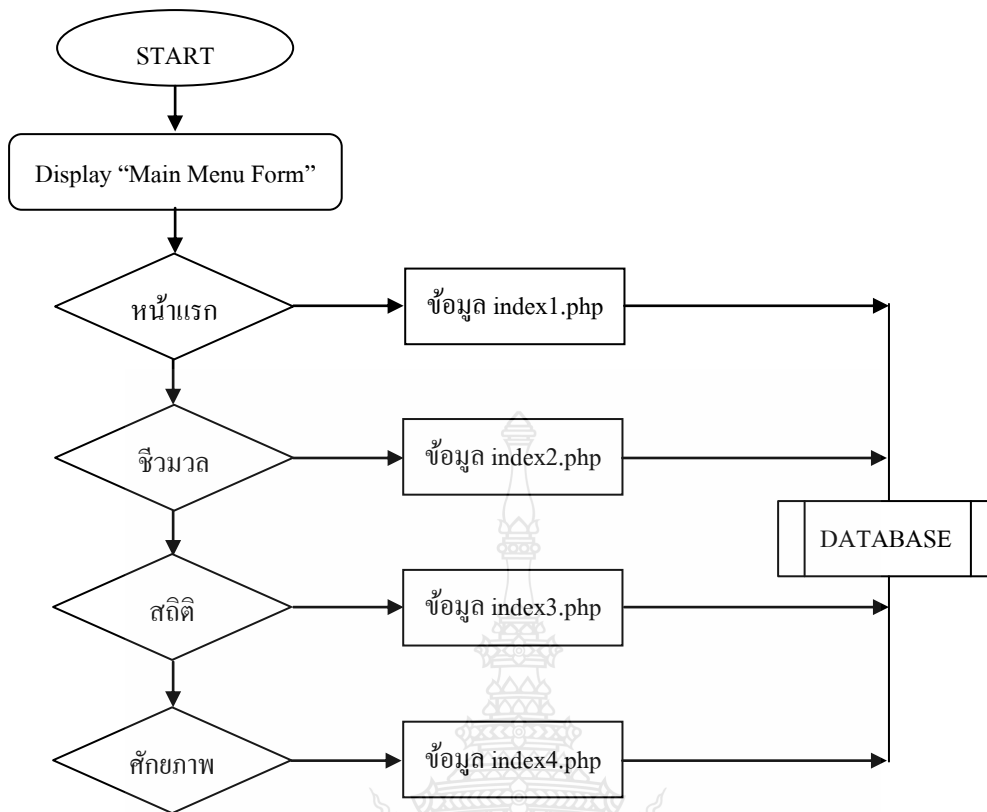 START
Display “Main Menu Form”
หน้าแรก
ข้อมูล index1.php
ชีวมวล
ข้อมูล index2.php
DATABASE
สถิติ
ข้อมูล index3.php
ศักยภาพ
ข้อมูล index4.php